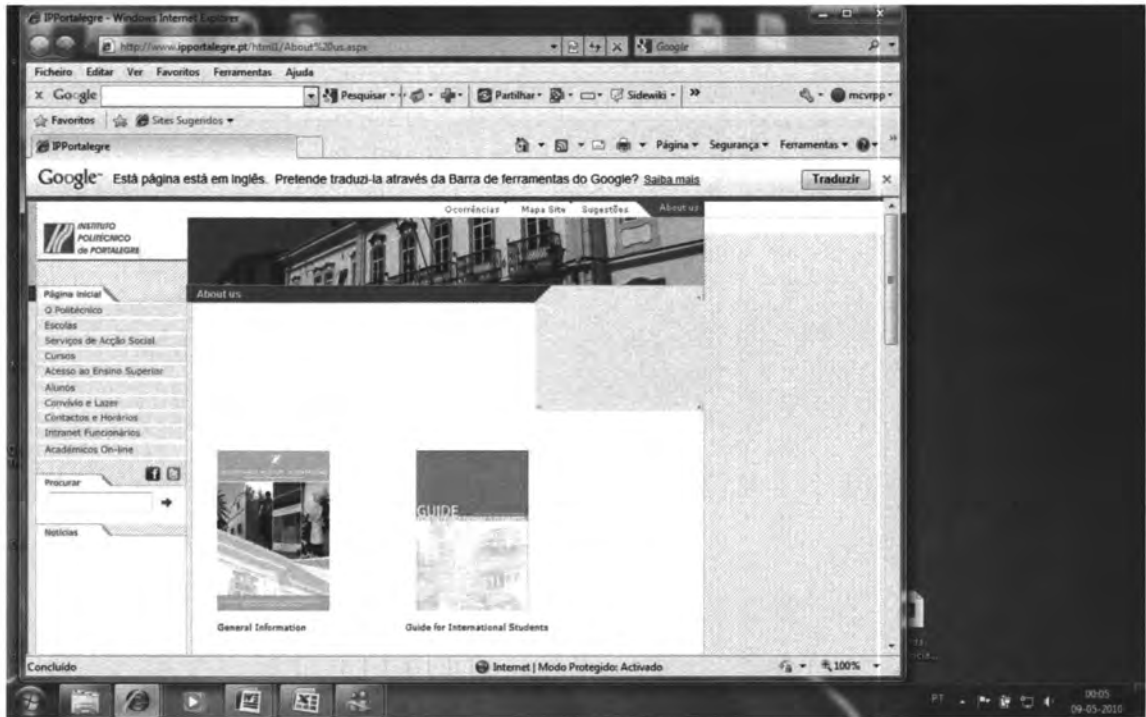 IPPortalegre - Windows Internet Explorer
http://www.ipportalegre.pt/html1/About%20us.aspx
Google
Ficheiro Editar Ver Favoritos Ferramentas Ajuda
x Google Pesquisar Partilhar Sidewiki » mcvrpp
Favoritos Sites Sugeridos
IPPortalegre Página Segurança Ferramentas »
Google Está página está em inglês. Pretende traduzi-la através da Barra de ferramentas do Google? Saiba mais Traduzir ×
Ocorrências Mapa Site Sugestões About us
INSTITUTO
POLITÉCNICO
de PORTALEGRE
Página inicial
About us
O Politécnico
Escolas
Serviços de Acção Social
Cursos
Acesso ao Ensino Superior
Alunos
Convívio e Lazer
Contactos e Horários
Intranet Funcionários
Académicos On-line
Procurar
Notícias
GUIDE
General Information
Guide for International Students
Concluído Internet | Modo Protegido: Activado 100%
PT 00:05
09-05-2010